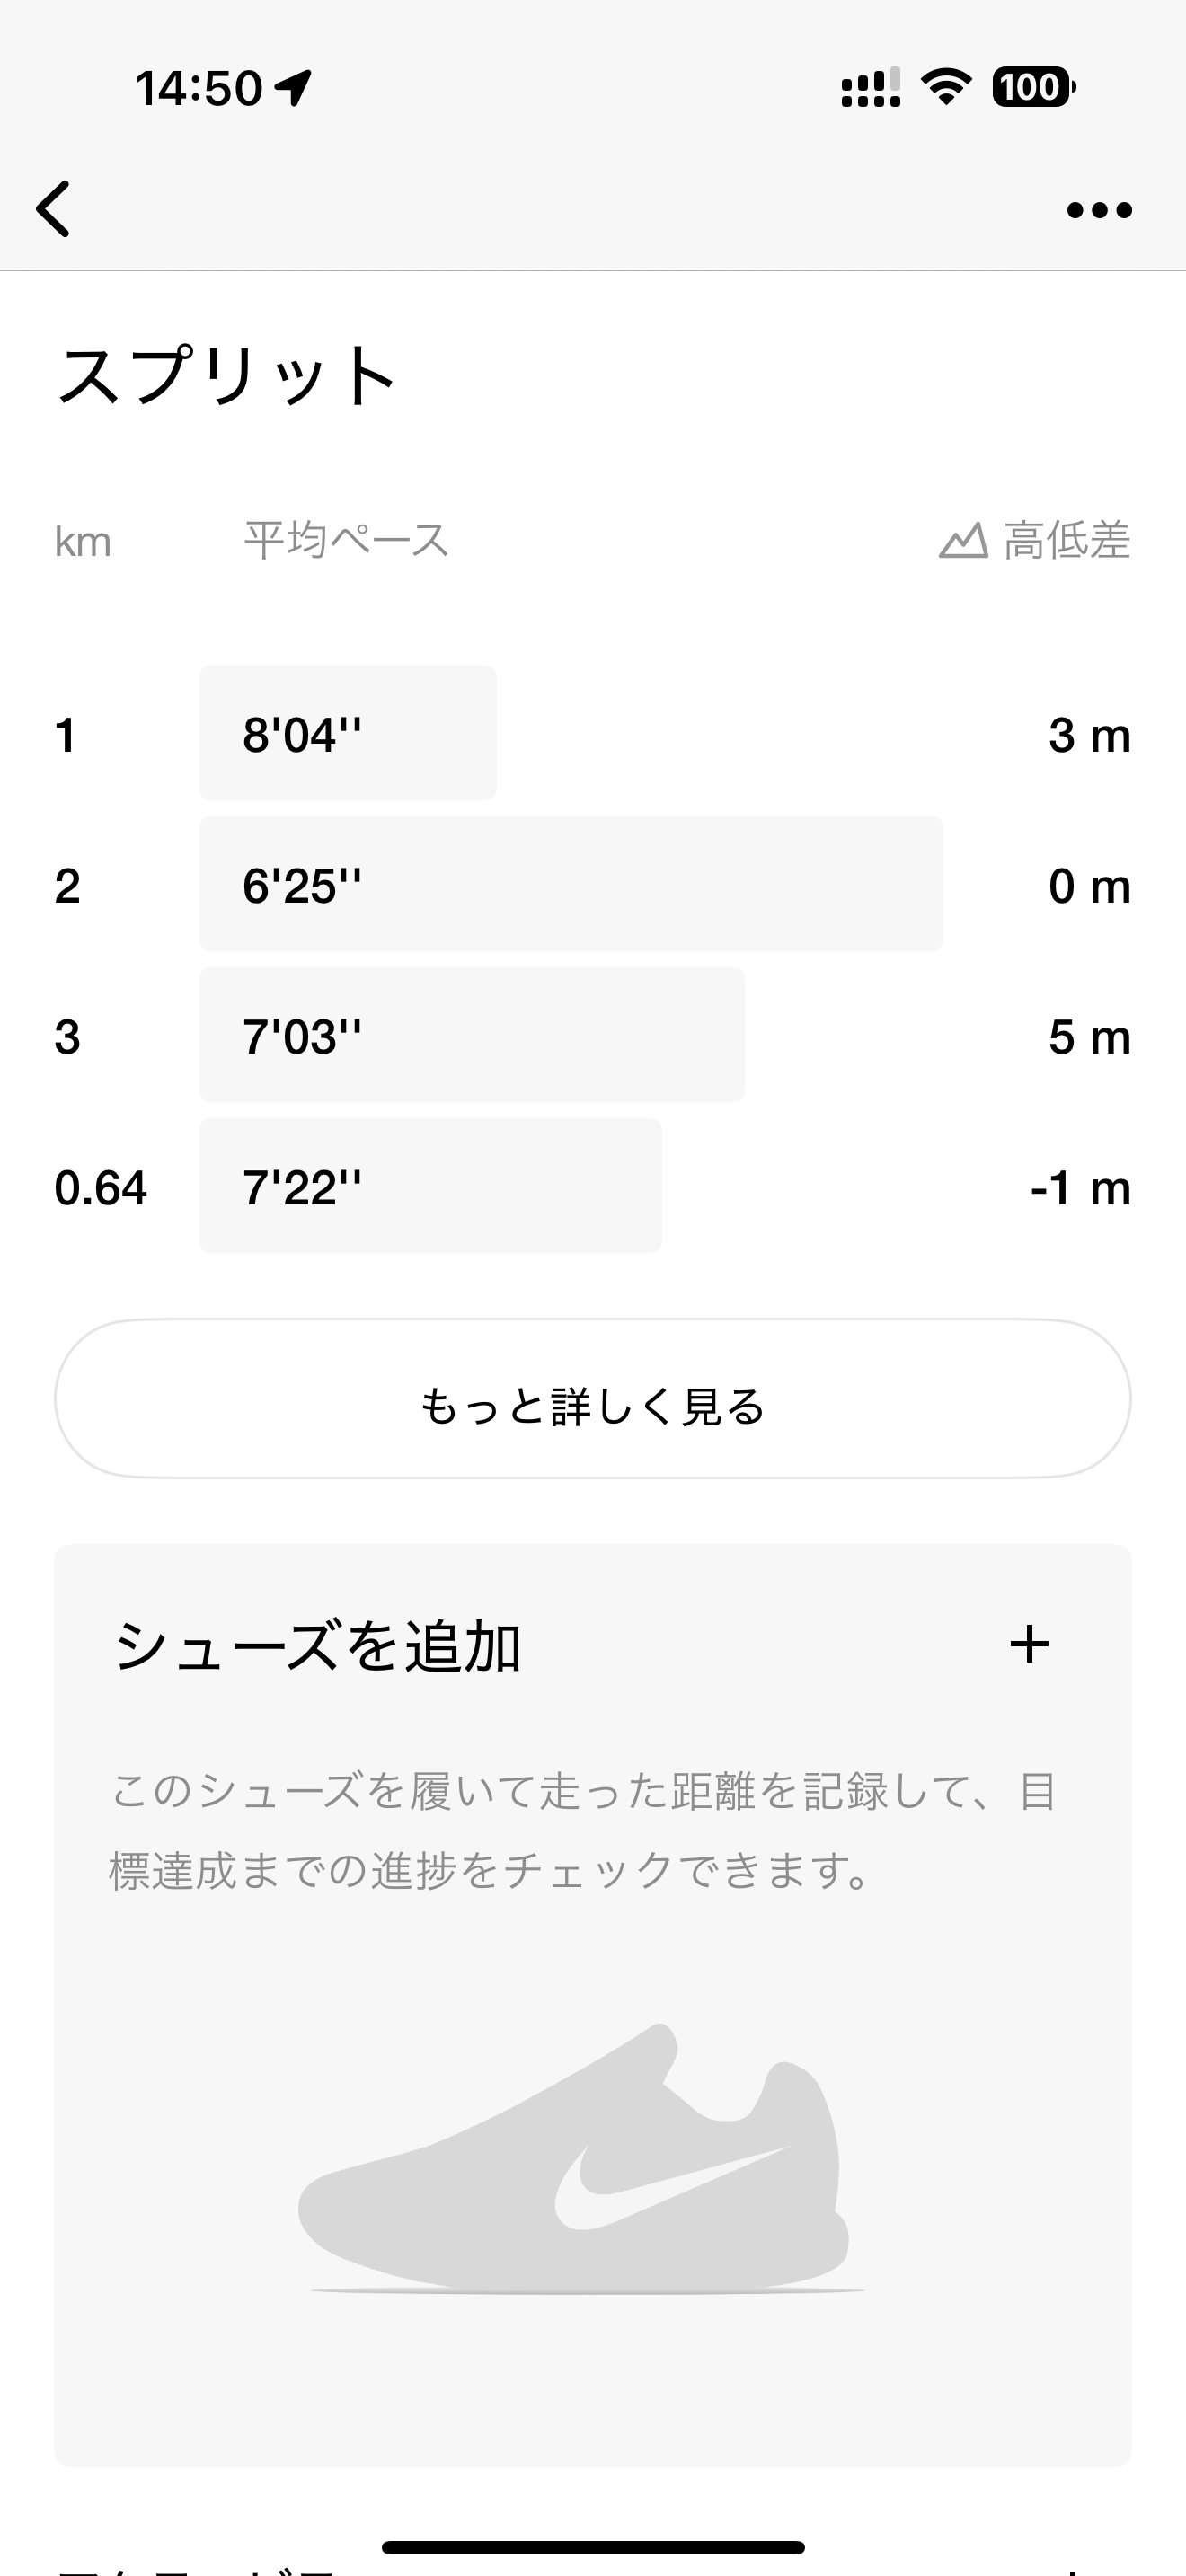 14:50
100
スプリット
km 平均ペース 高低差
1 8'04'' 3 m
2 6'25'' 0 m
3 7'03'' 5 m
0.64 7'22'' -1 m
もっと詳しく見る
シューズを追加 +
このシューズを履いて走った距離を記録して、目
標達成までの進捗をチェックできます。